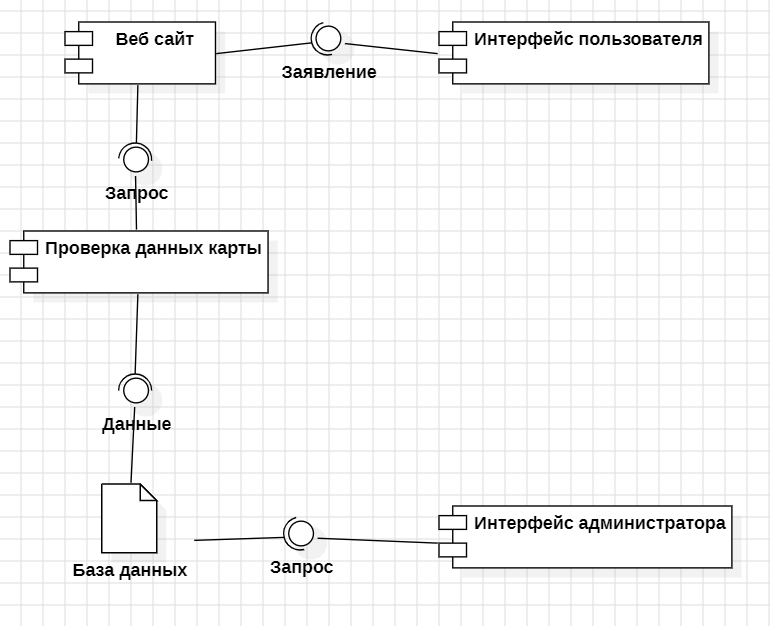 Веб сайт
Интерфейс пользователя
Заявление
Запрос
Проверка данных карты
Данные
Интерфейс администратора
База данных
Запрос